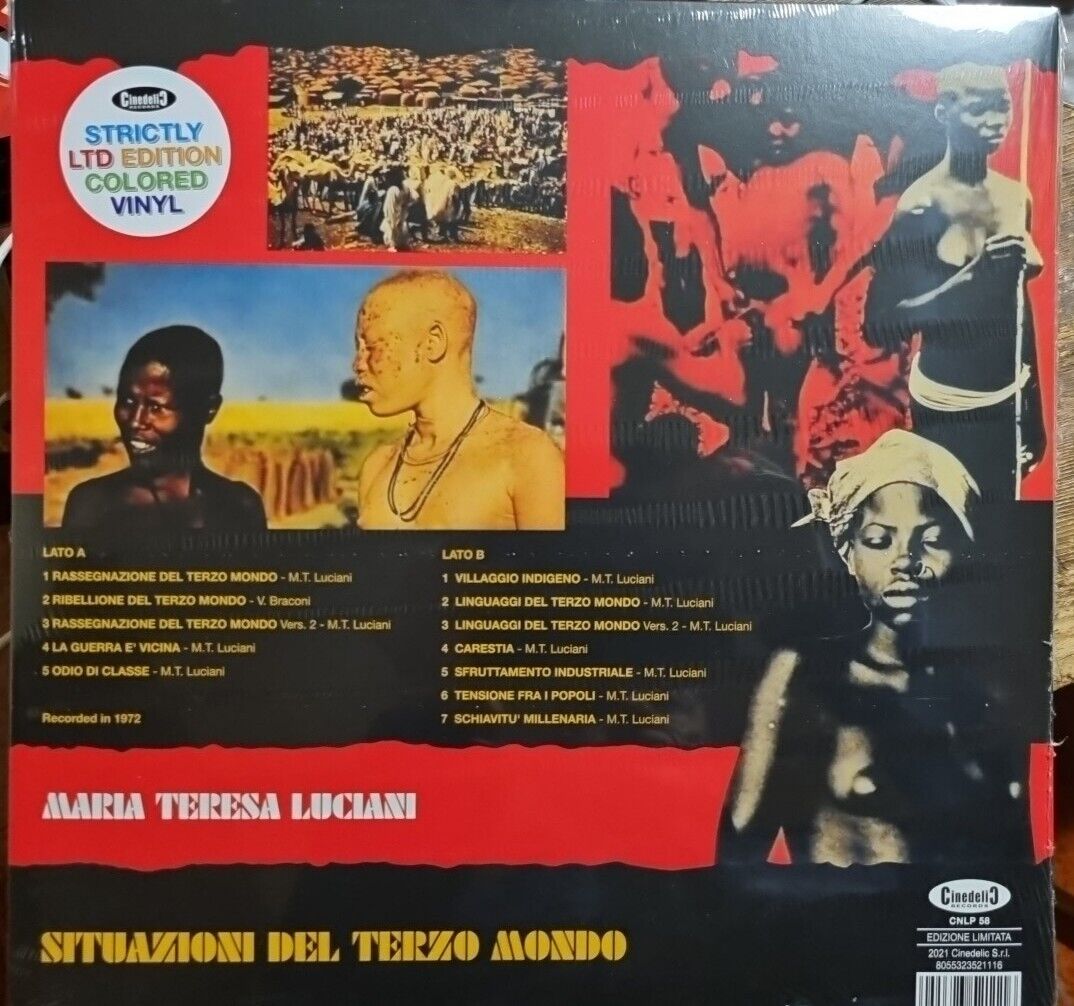 Cinedelic
RECORDS
STRICTLY
LTD EDITION
COLORED
VINYL
LATO A
1 RASSEGNAZIONE DEL TERZO MONDO - M.T. Luciani
2 RIBELLIONE DEL TERZO MONDO - V. Braconi
3 RASSEGNAZIONE DEL TERZO MONDO Vers. 2 - M.T. Luciani
4 LA GUERRA E' VICINA - M.T. Luciani
5 ODIO DI CLASSE - M.T. Luciani
Recorded in 1972
LATO B
1 VILLAGGIO INDIGENO - M.T. Luciani
2 LINGUAGGI DEL TERZO MONDO - M.T. Luciani
3 LINGUAGGI DEL TERZO MONDO Vers. 2 - M.T. Luciani
4 CARESTIA - M.T. Luciani
5 SFRUTTAMENTO INDUSTRIALE - M.T. Luciani
6 TENSIONE FRA I POPOLI - M.T. Luciani
7 SCHIAVITU' MILLENARIA - M.T. Luciani
MARIA TERESA LUCIANI
SITUAZIONI DEL TERZO MONDO
Cinedelic
RECORDS
CNLP 58
EDIZIONE LIMITATA
2021 Cinedelic S.r.l.
8055323521116